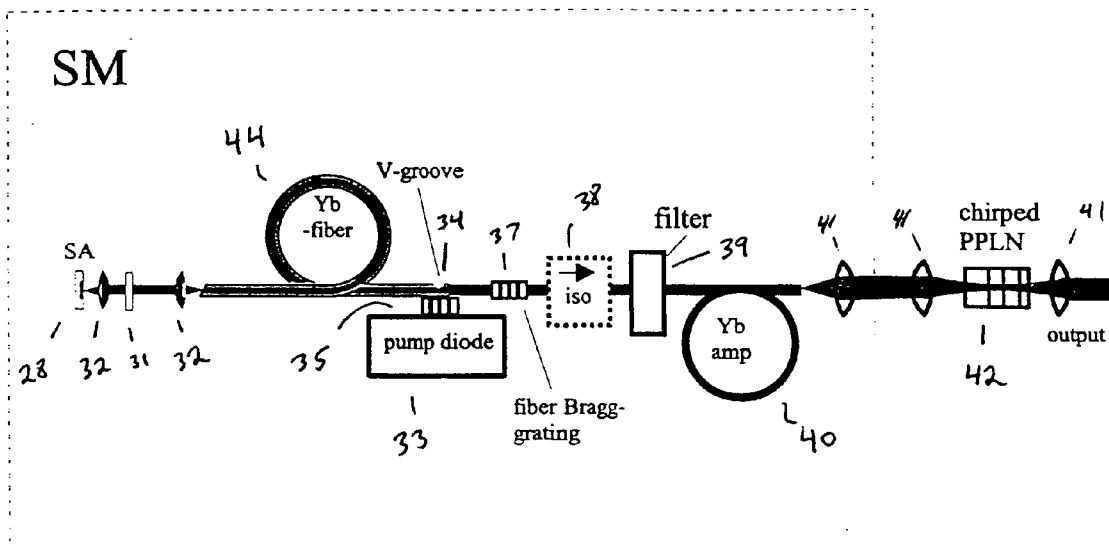 SM
44
V-groove
Yb
-fiber
34
37
38
filter
39
SA
iso
41
41
chirped
PPLN
41
28
32
31
32
35
pump diode
33
fiber Bragg-
grating
Yb
amp
40
42
output